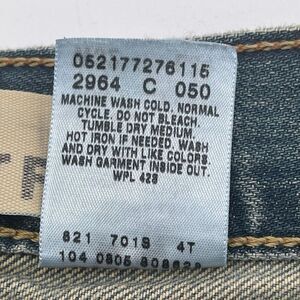 052177276115
2964 C 050
MACHINE WASH COLD. NORMAL
CYCLE. DO NOT BLEACH.
TUMBLE DRY MEDIUM.
HOT IRON IF NEEDED. WASH
AND DRY WITH LIKE COLORS.
WASH GARMENT INSIDE OUT.
WPL 423
821 701S 4T
104 0805